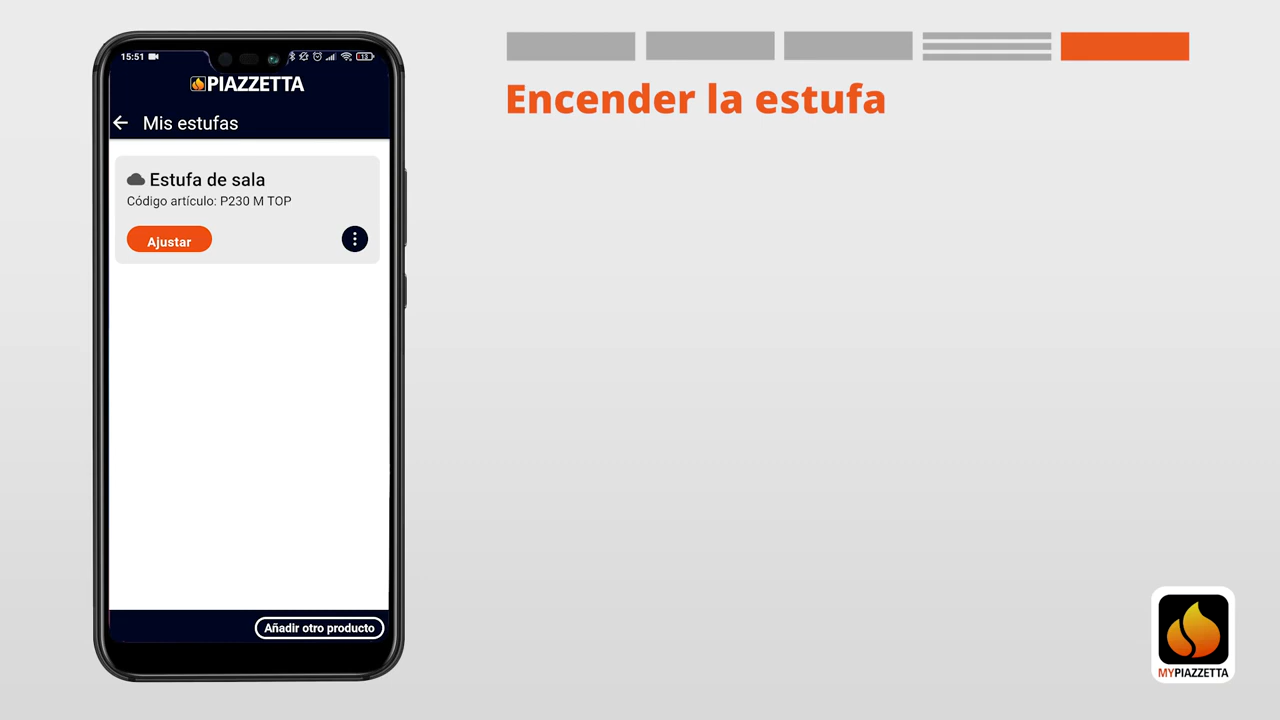 15:51
PIAZZETTA
Mis estufas
Estufa de sala
Código artículo: P230 M TOP
Ajustar
Añadir otro producto
Encender la estufa
MYPIAZZETTA